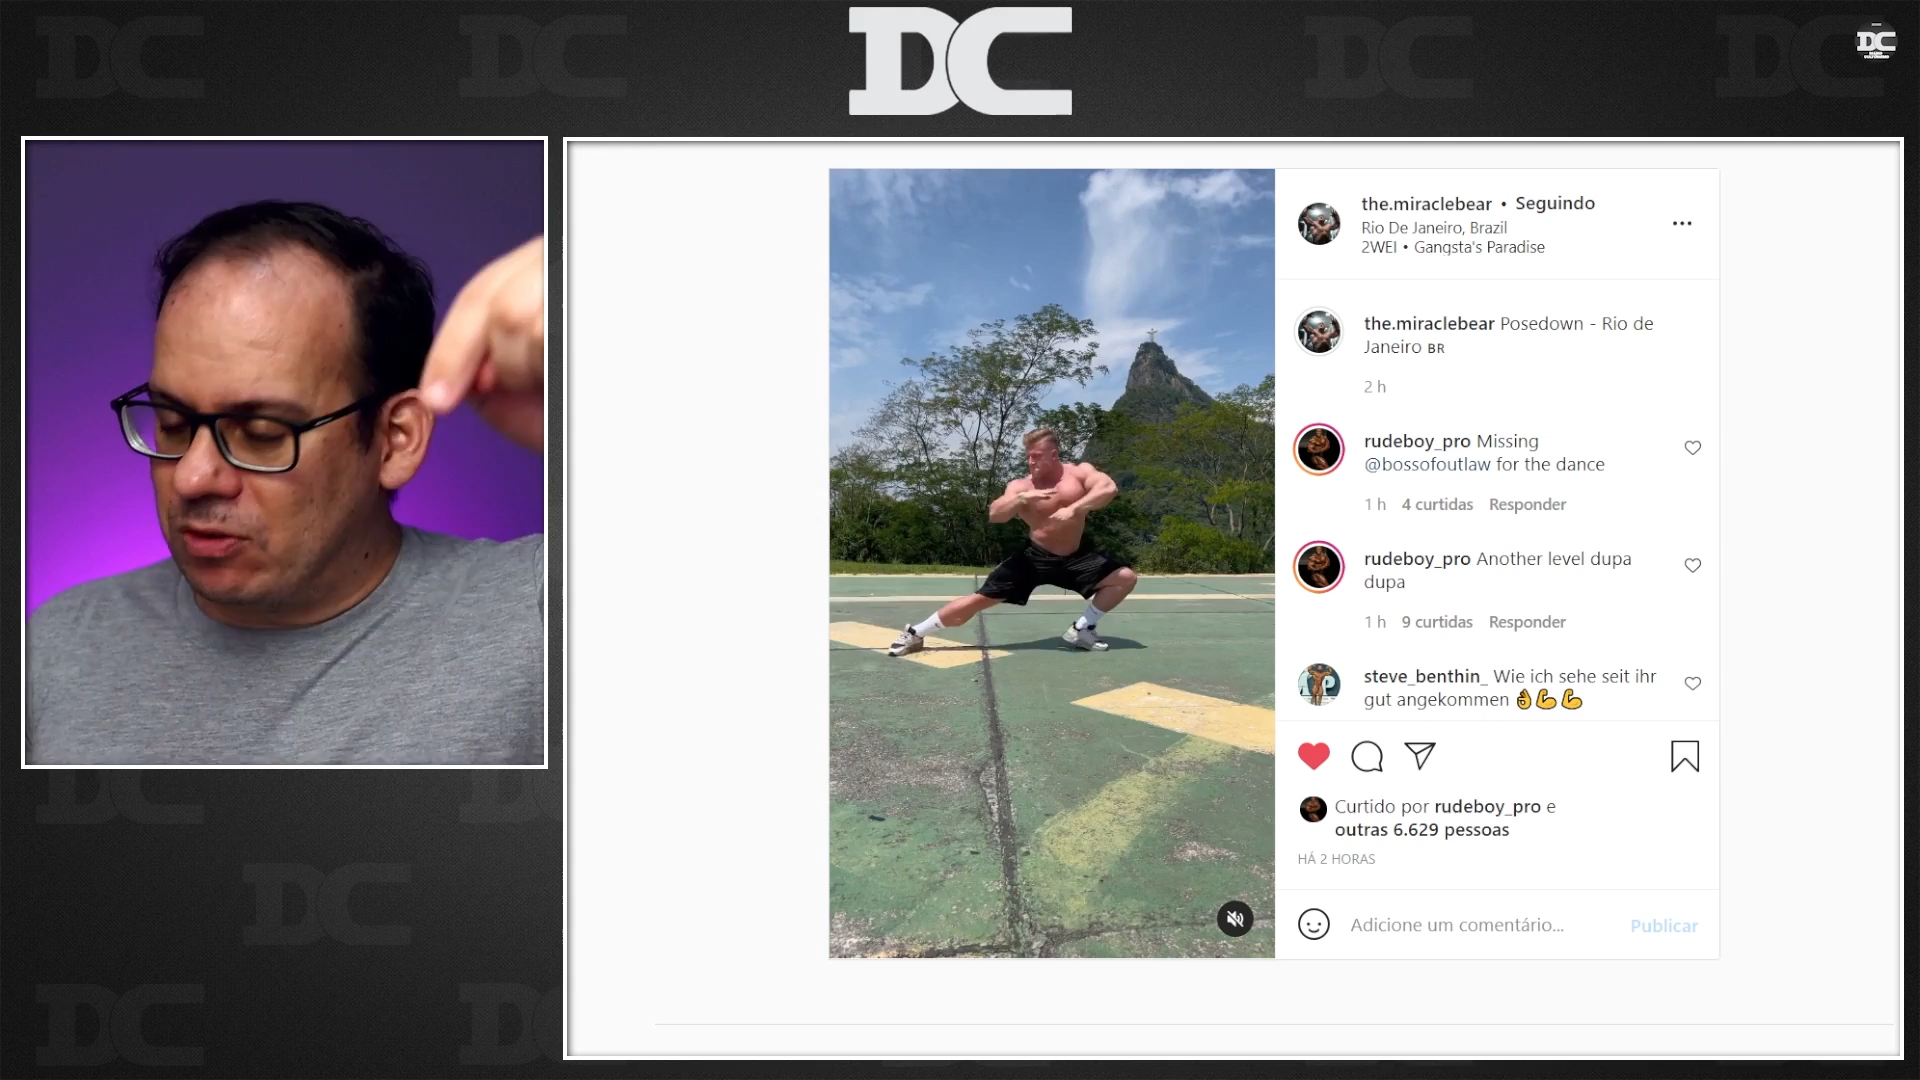 DC
DC
the.miraclebear • Seguindo
Rio De Janeiro, Brazil
2WEI • Gangsta's Paradise
the.miraclebear Posedown - Rio de
Janeiro BR
2 h
rudeboy_pro Missing
@bossofoutlaw for the dance
1 h 4 curtidas Responder
rudeboy_pro Another level dupa
dupa
1 h 9 curtidas Responder
steve_benthin_ Wie ich sehe seit ihr
gut angekommen 👌💪💪
Curtido por rudeboy_pro e
outras 6.629 pessoas
HÁ 2 HORAS
Adicione um comentário...
Publicar